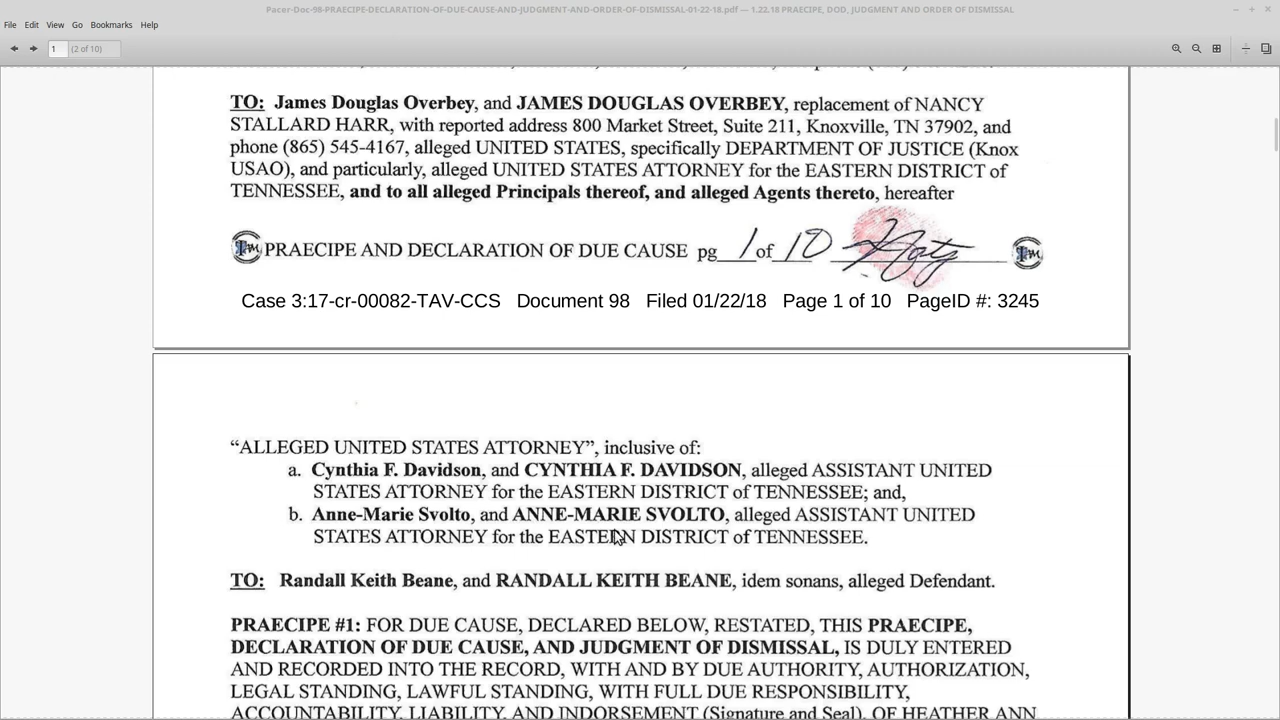 Pacer-Doc-98-PRAECIPE-DECLARATION-OF-DUE-CAUSE-AND-JUDGMENT-AND-ORDER-OF-DISMISSAL-01-22-18.pdf — 1.22.18 PRAECIPE, DOD, JUDGMENT AND ORDER OF DISMISSAL
File Edit View Go Bookmarks Help
1 (2 of 10)
TO: James Douglas Overbey, and JAMES DOUGLAS OVERBEY, replacement of NANCY
STALLARD HARR, with reported address 800 Market Street, Suite 211, Knoxville, TN 37902, and
phone (865) 545-4167, alleged UNITED STATES, specifically DEPARTMENT OF JUSTICE (Knox
USAO), and particularly, alleged UNITED STATES ATTORNEY for the EASTERN DISTRICT of
TENNESSEE, and to all alleged Principals thereof, and alleged Agents thereto, hereafter
PRAECIPE AND DECLARATION OF DUE CAUSE pg 1 of 10
Case 3:17-cr-00082-TAV-CCS Document 98 Filed 01/22/18 Page 1 of 10 PageID #: 3245
“ALLEGED UNITED STATES ATTORNEY”, inclusive of:
a. Cynthia F. Davidson, and CYNTHIA F. DAVIDSON, alleged ASSISTANT UNITED
STATES ATTORNEY for the EASTERN DISTRICT of TENNESSEE; and,
b. Anne-Marie Svolto, and ANNE-MARIE SVOLTO, alleged ASSISTANT UNITED
STATES ATTORNEY for the EASTERN DISTRICT of TENNESSEE.
TO: Randall Keith Beane, and RANDALL KEITH BEANE, idem sonans, alleged Defendant.
PRAECIPE #1: FOR DUE CAUSE, DECLARED BELOW, RESTATED, THIS PRAECIPE,
DECLARATION OF DUE CAUSE, AND JUDGMENT OF DISMISSAL, IS DULY ENTERED
AND RECORDED INTO THE RECORD, WITH AND BY DUE AUTHORITY, AUTHORIZATION,
LEGAL STANDING, LAWFUL STANDING, WITH FULL DUE RESPONSIBILITY,
ACCOUNTABILITY, LIABILITY, AND INDORSEMENT (Signature and Seal), OF HEATHER ANN